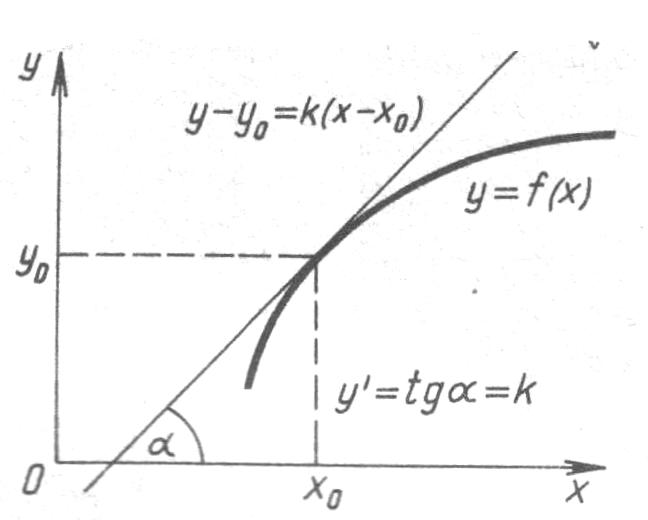 y
y−y₀=k(x−x₀)
y=f(x)
y₀
y'=tgα=k
α
0
x₀
x